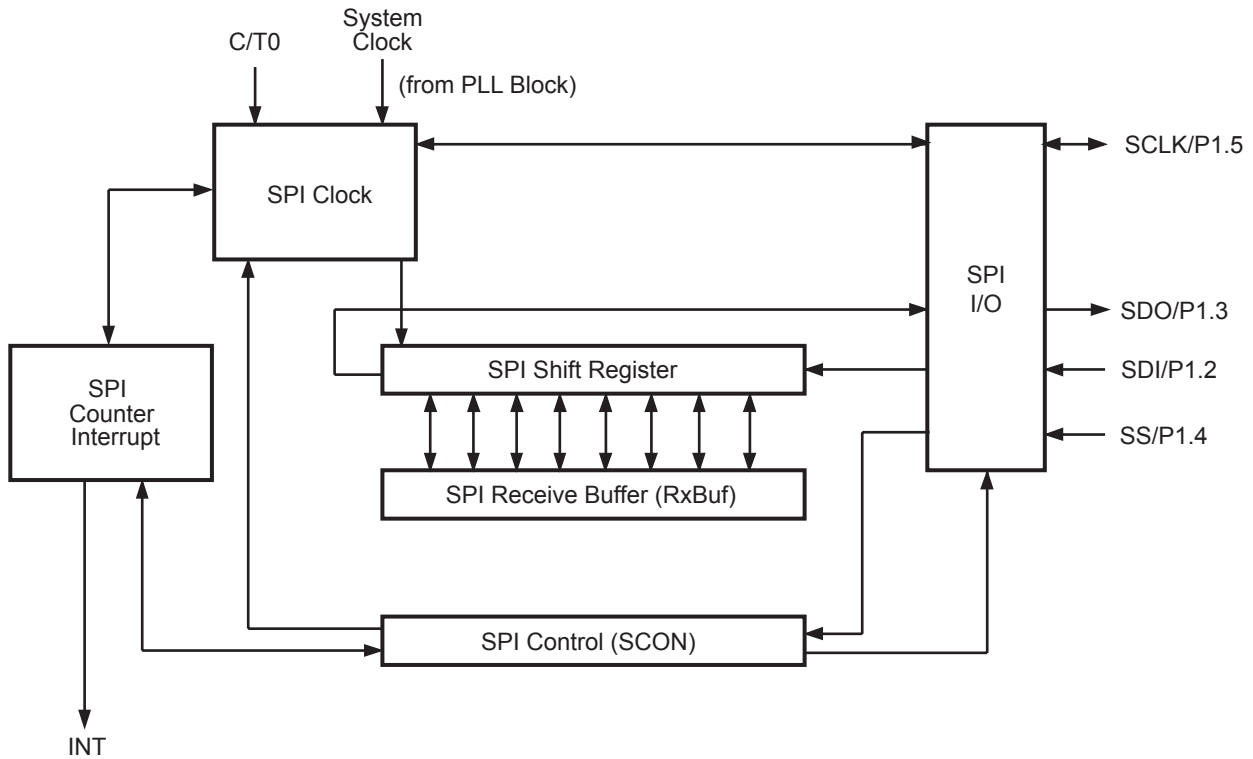 C/T0
System
Clock
(from PLL Block)
SPI Clock
SCLK/P1.5
SPI
I/O
SDO/P1.3
SPI Shift Register
SDI/P1.2
SPI
Counter
Interrupt
SS/P1.4
SPI Receive Buffer (RxBuf)
SPI Control (SCON)
INT